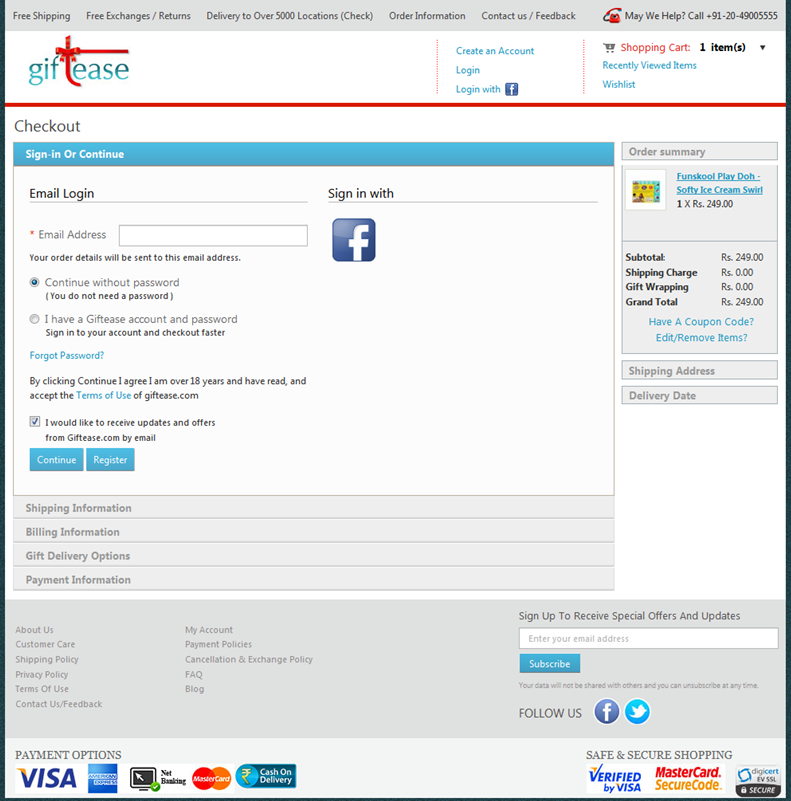 Free Shipping Free Exchanges / Returns Delivery to Over 5000 Locations (Check) Order Information Contact us / Feedback May We Help? Call +91-20-49005555
giftease
Create an Account
Login
Login with f
Shopping Cart: 1 item(s)
Recently Viewed Items
Wishlist
Checkout
Sign-in Or Continue
Email Login
* Email Address
Your order details will be sent to this email address.
Continue without password
( You do not need a password )
I have a Giftease account and password
Sign in to your account and checkout faster
Forgot Password?
By clicking Continue I agree I am over 18 years and have read, and
accept the Terms of Use of giftease.com
I would like to receive updates and offers
from Giftease.com by email
Continue Register
Sign in with
f
Shipping Information
Billing Information
Gift Delivery Options
Payment Information
Order summary
Funskool Play Doh -
Softy Ice Cream Swirl
1 X Rs. 249.00
Subtotal: Rs. 249.00
Shipping Charge Rs. 0.00
Gift Wrapping Rs. 0.00
Grand Total Rs. 249.00
Have A Coupon Code?
Edit/Remove Items?
Shipping Address
Delivery Date
About Us
Customer Care
Shipping Policy
Privacy Policy
Terms Of Use
Contact Us/Feedback
My Account
Payment Policies
Cancellation & Exchange Policy
FAQ
Blog
Sign Up To Receive Special Offers And Updates
Enter your email address
Subscribe
Your data will not be shared with others and you can unsubscribe at any time.
FOLLOW US f
PAYMENT OPTIONS
VISA
AMERICAN
EXPRESS
Net
Banking
MasterCard
Cash On
Delivery
SAFE & SECURE SHOPPING
VERIFIED
by VISA
MasterCard.
SecureCode.
digicert
EV SSL
SECURE